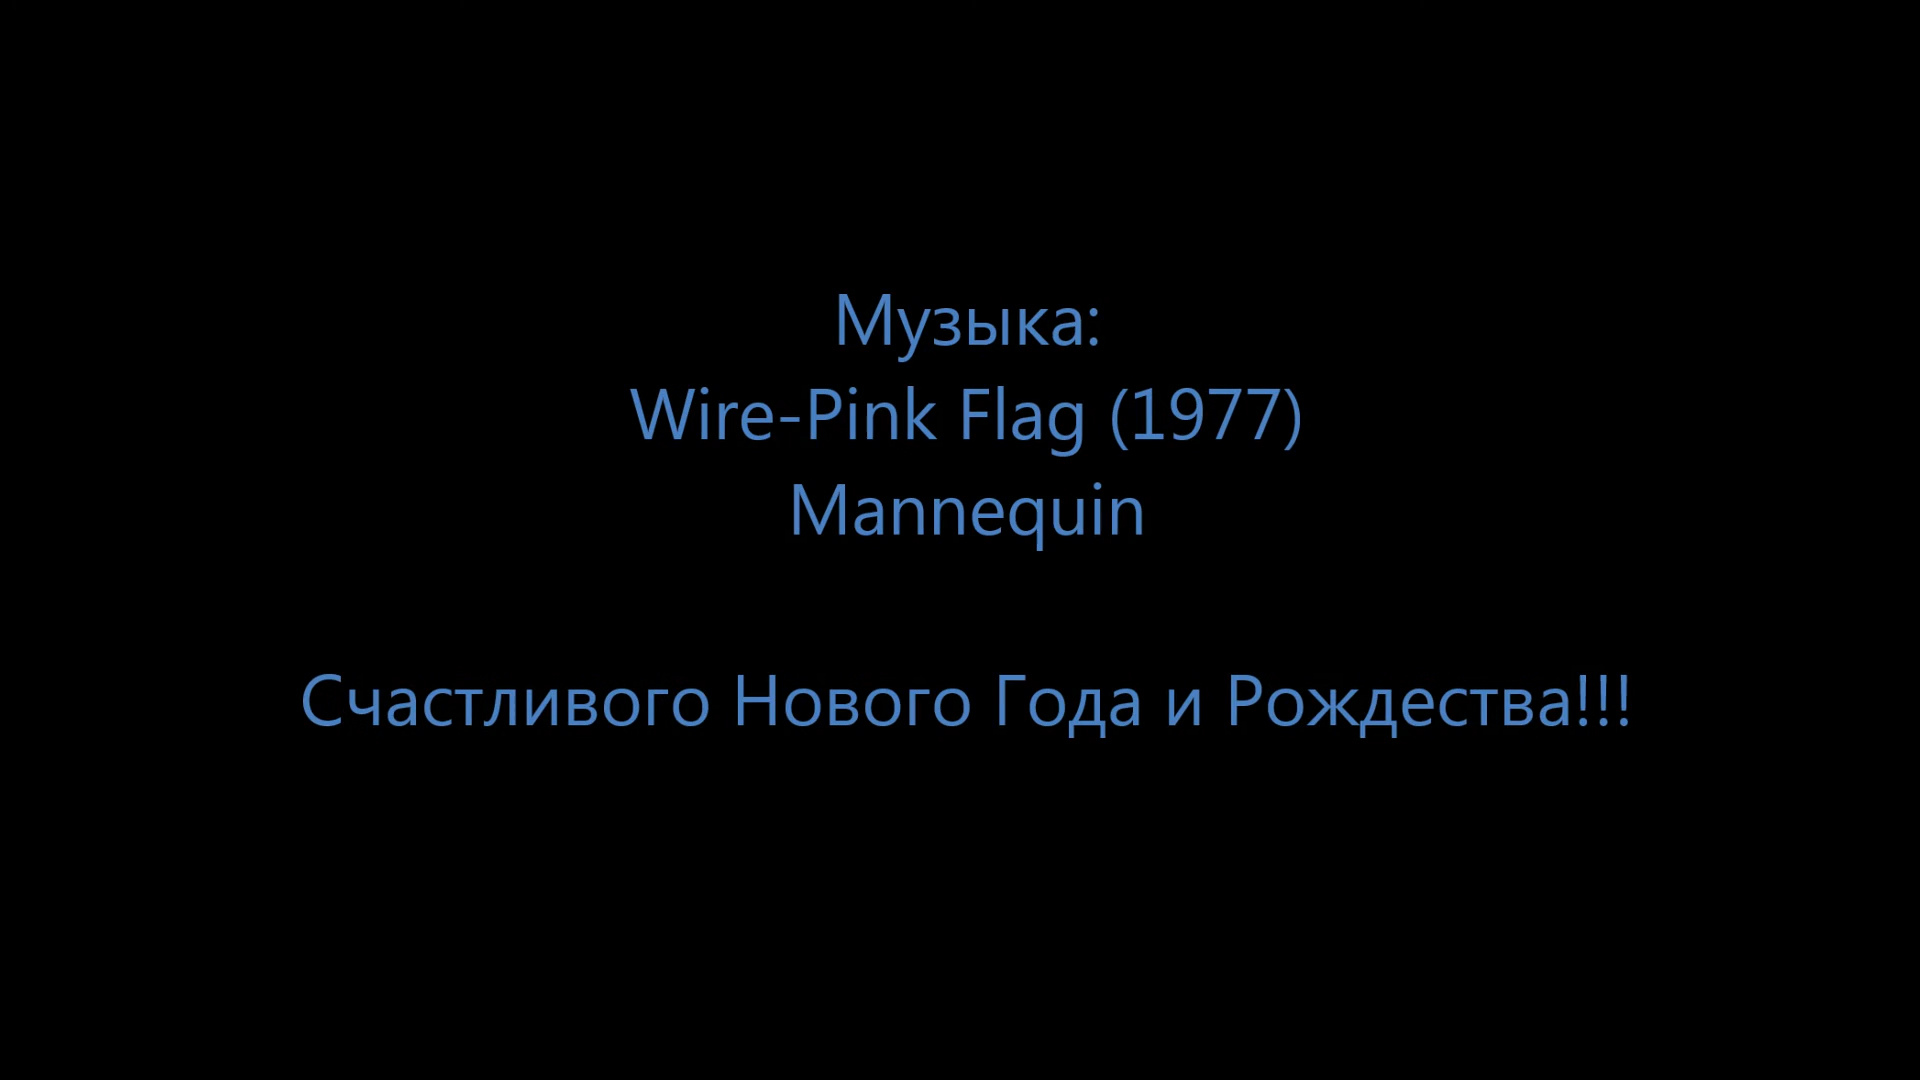 Музыка:
Wire-Pink Flag (1977)
Mannequin
Счастливого Нового Года и Рождества!!!